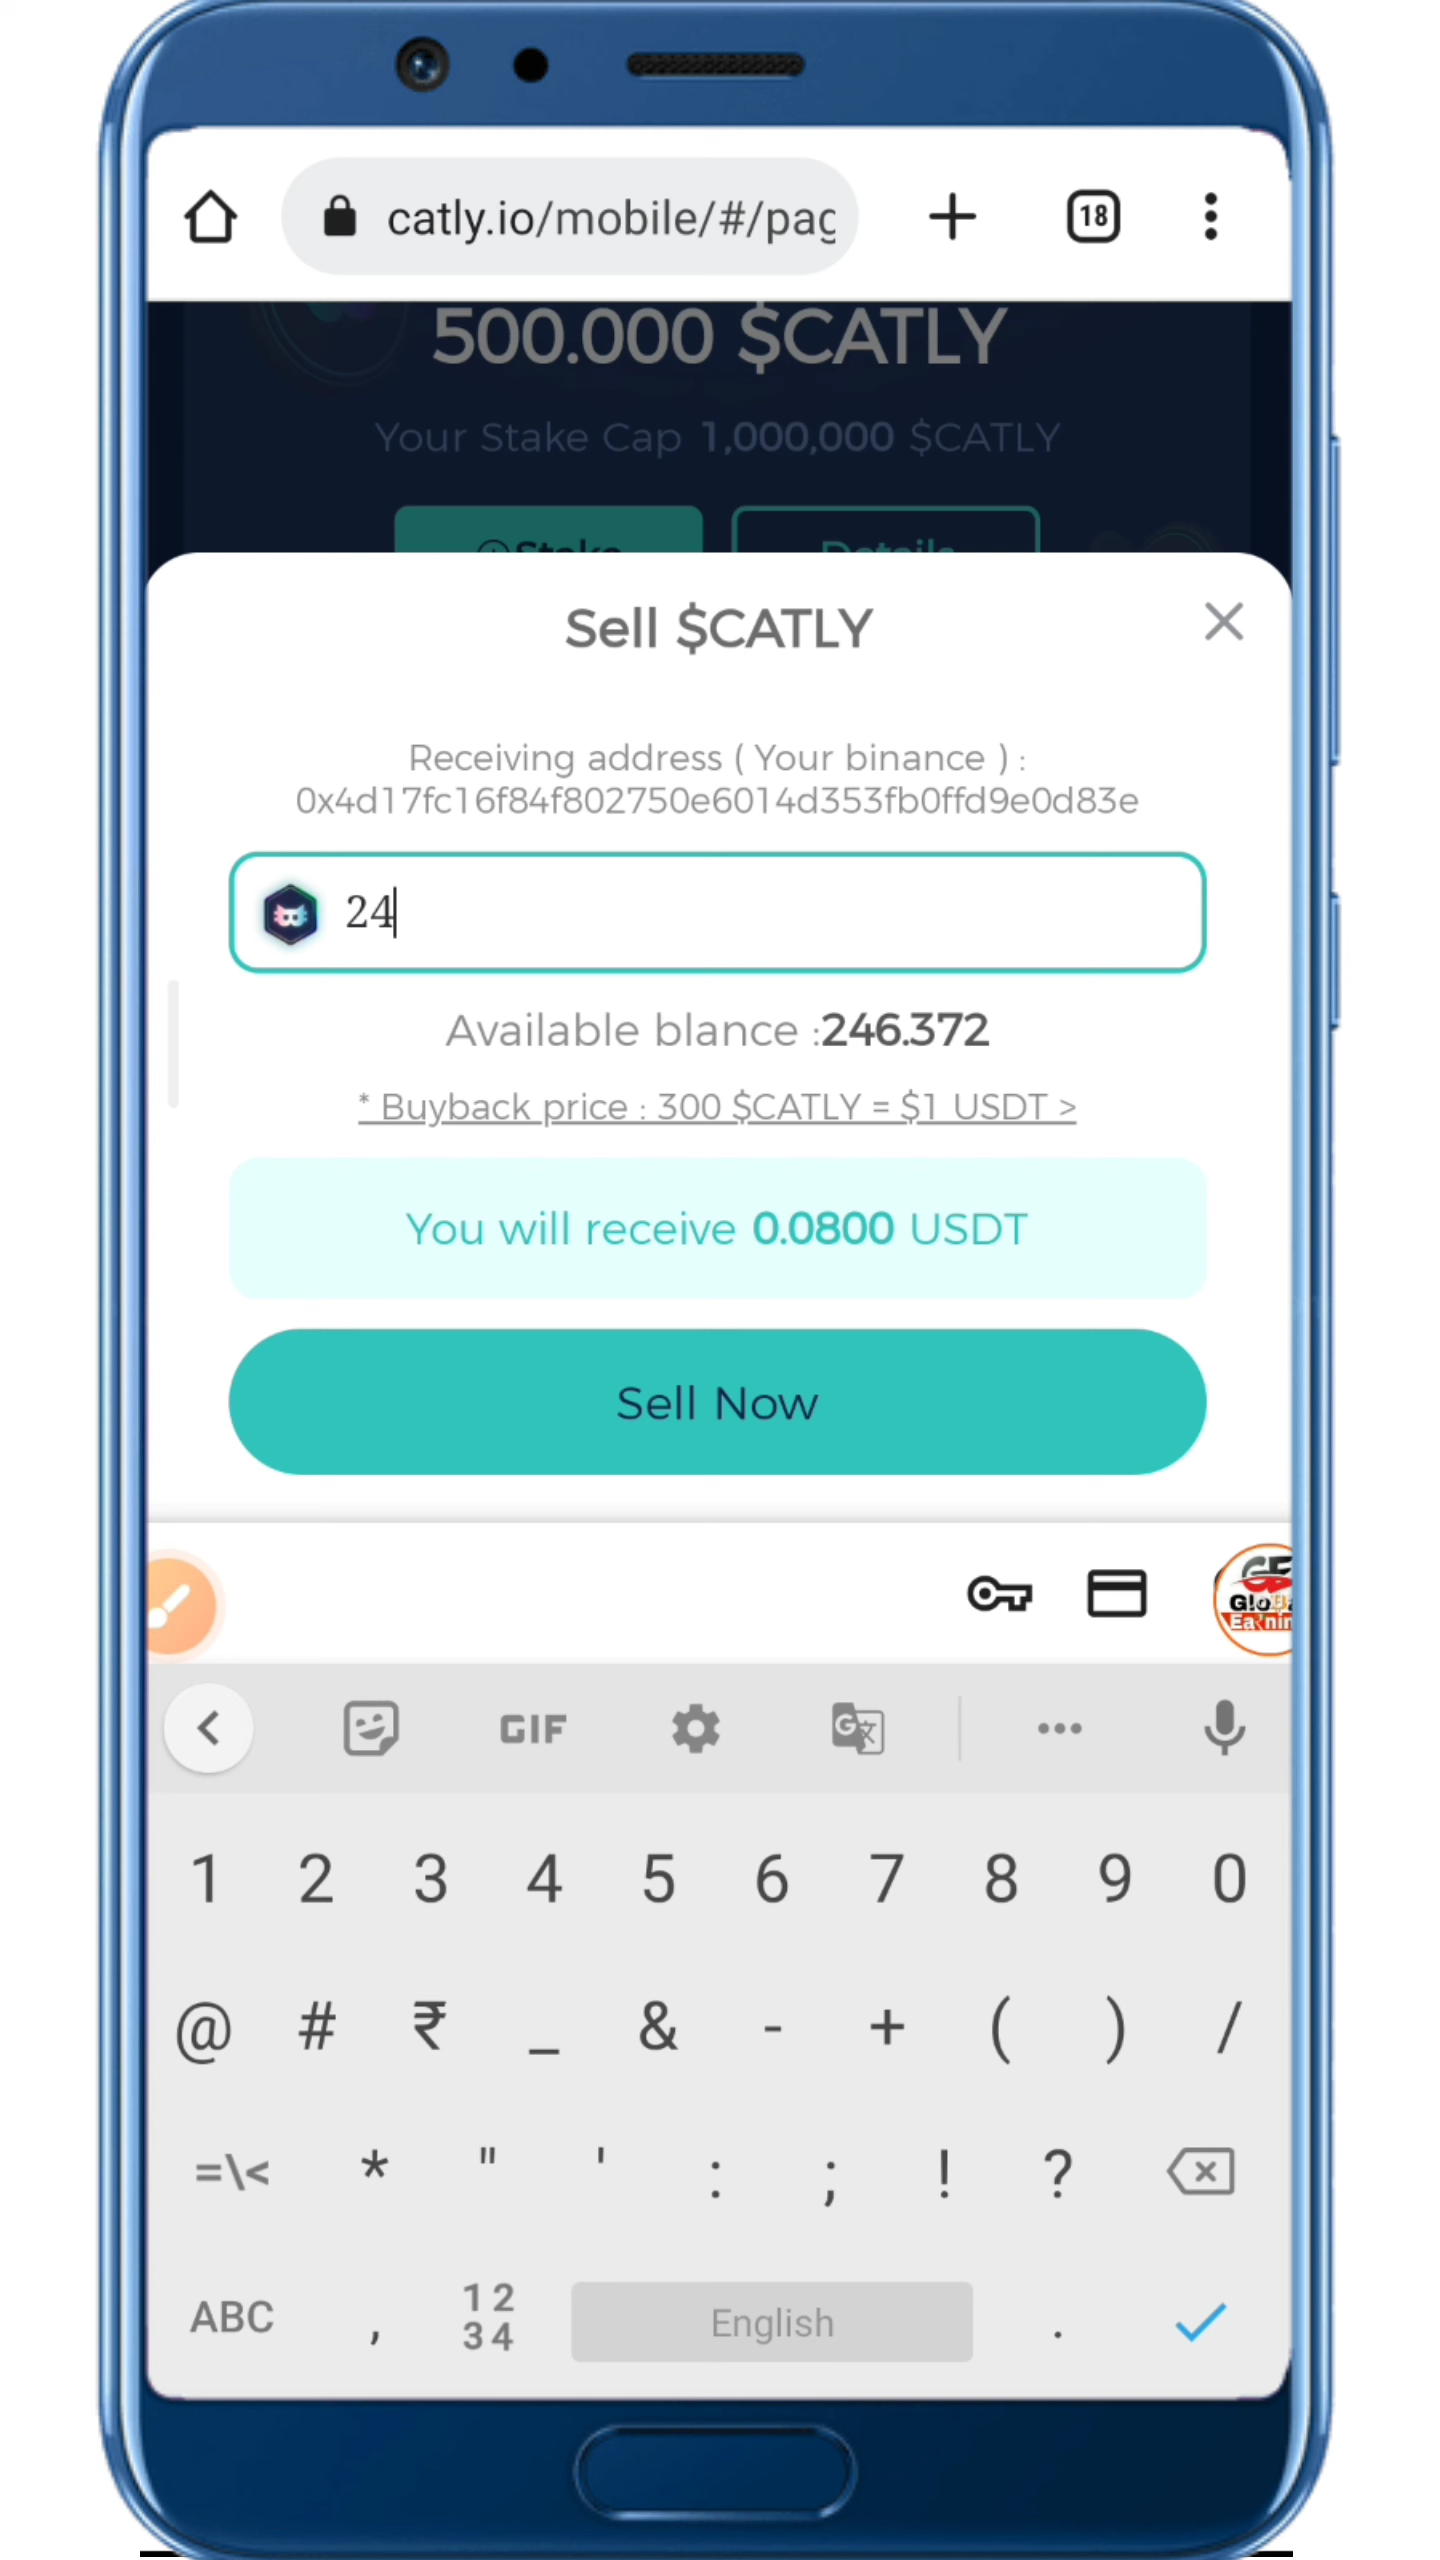 catly.io/mobile/#/pag
18
500.000 $CATLY
Your Stake Cap 1,000,000 $CATLY
Stake Details
Sell $CATLY
Receiving address ( Your binance ) :
0x4d17fc16f84f802750e6014d353fb0ffd9e0d83e
24
Available blance :246.372
* Buyback price : 300 $CATLY = $1 USDT >
You will receive 0.0800 USDT
Sell Now
GIF
1 2 3 4 5 6 7 8 9 0
@ # ₹ _ & - + ( ) /
=\< * " ' : ; ! ?
ABC , 12 34 English .